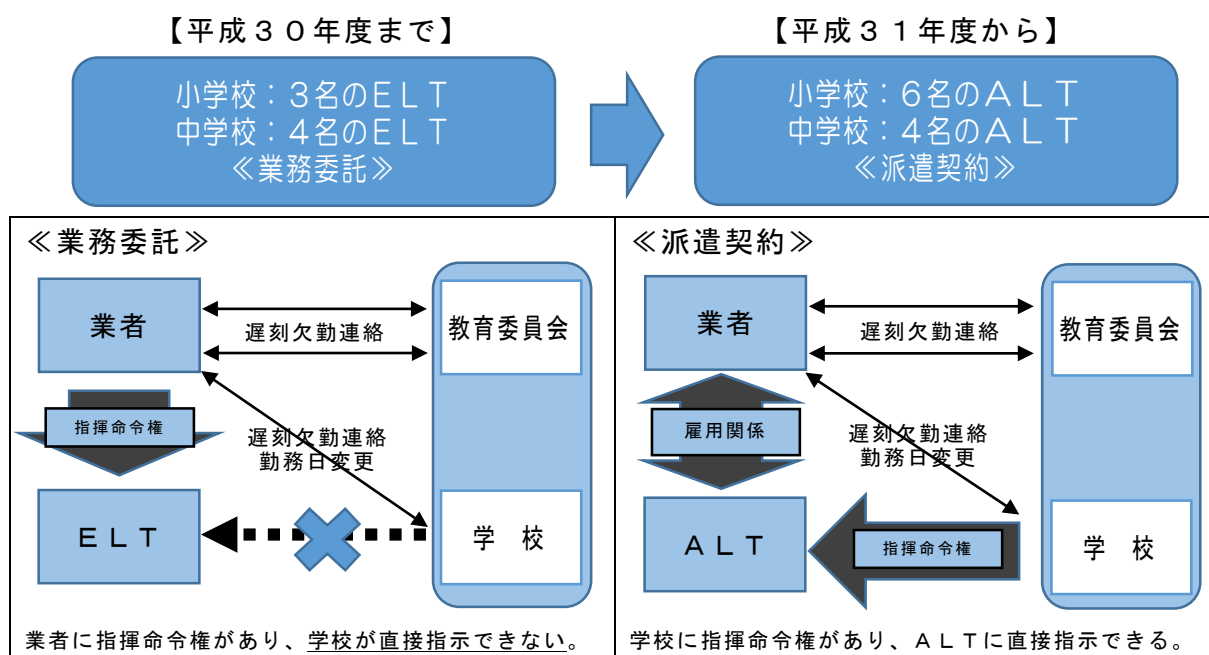 【平成３０年度まで】
小学校：３名のＥＬＴ
中学校：４名のＥＬＴ
≪業務委託≫
【平成３１年度から】
小学校：６名のＡＬＴ
中学校：４名のＡＬＴ
≪派遣契約≫
≪業務委託≫
業者
遅刻欠勤連絡
教育委員会
指揮命令権
遅刻欠勤連絡
勤務日変更
ＥＬＴ
学　校
業者に指揮命令権があり、学校が直接指示できない。
≪派遣契約≫
業者
遅刻欠勤連絡
教育委員会
雇用関係
遅刻欠勤連絡
勤務日変更
ＡＬＴ
指揮命令権
学　校
学校に指揮命令権があり、ＡＬＴに直接指示できる。